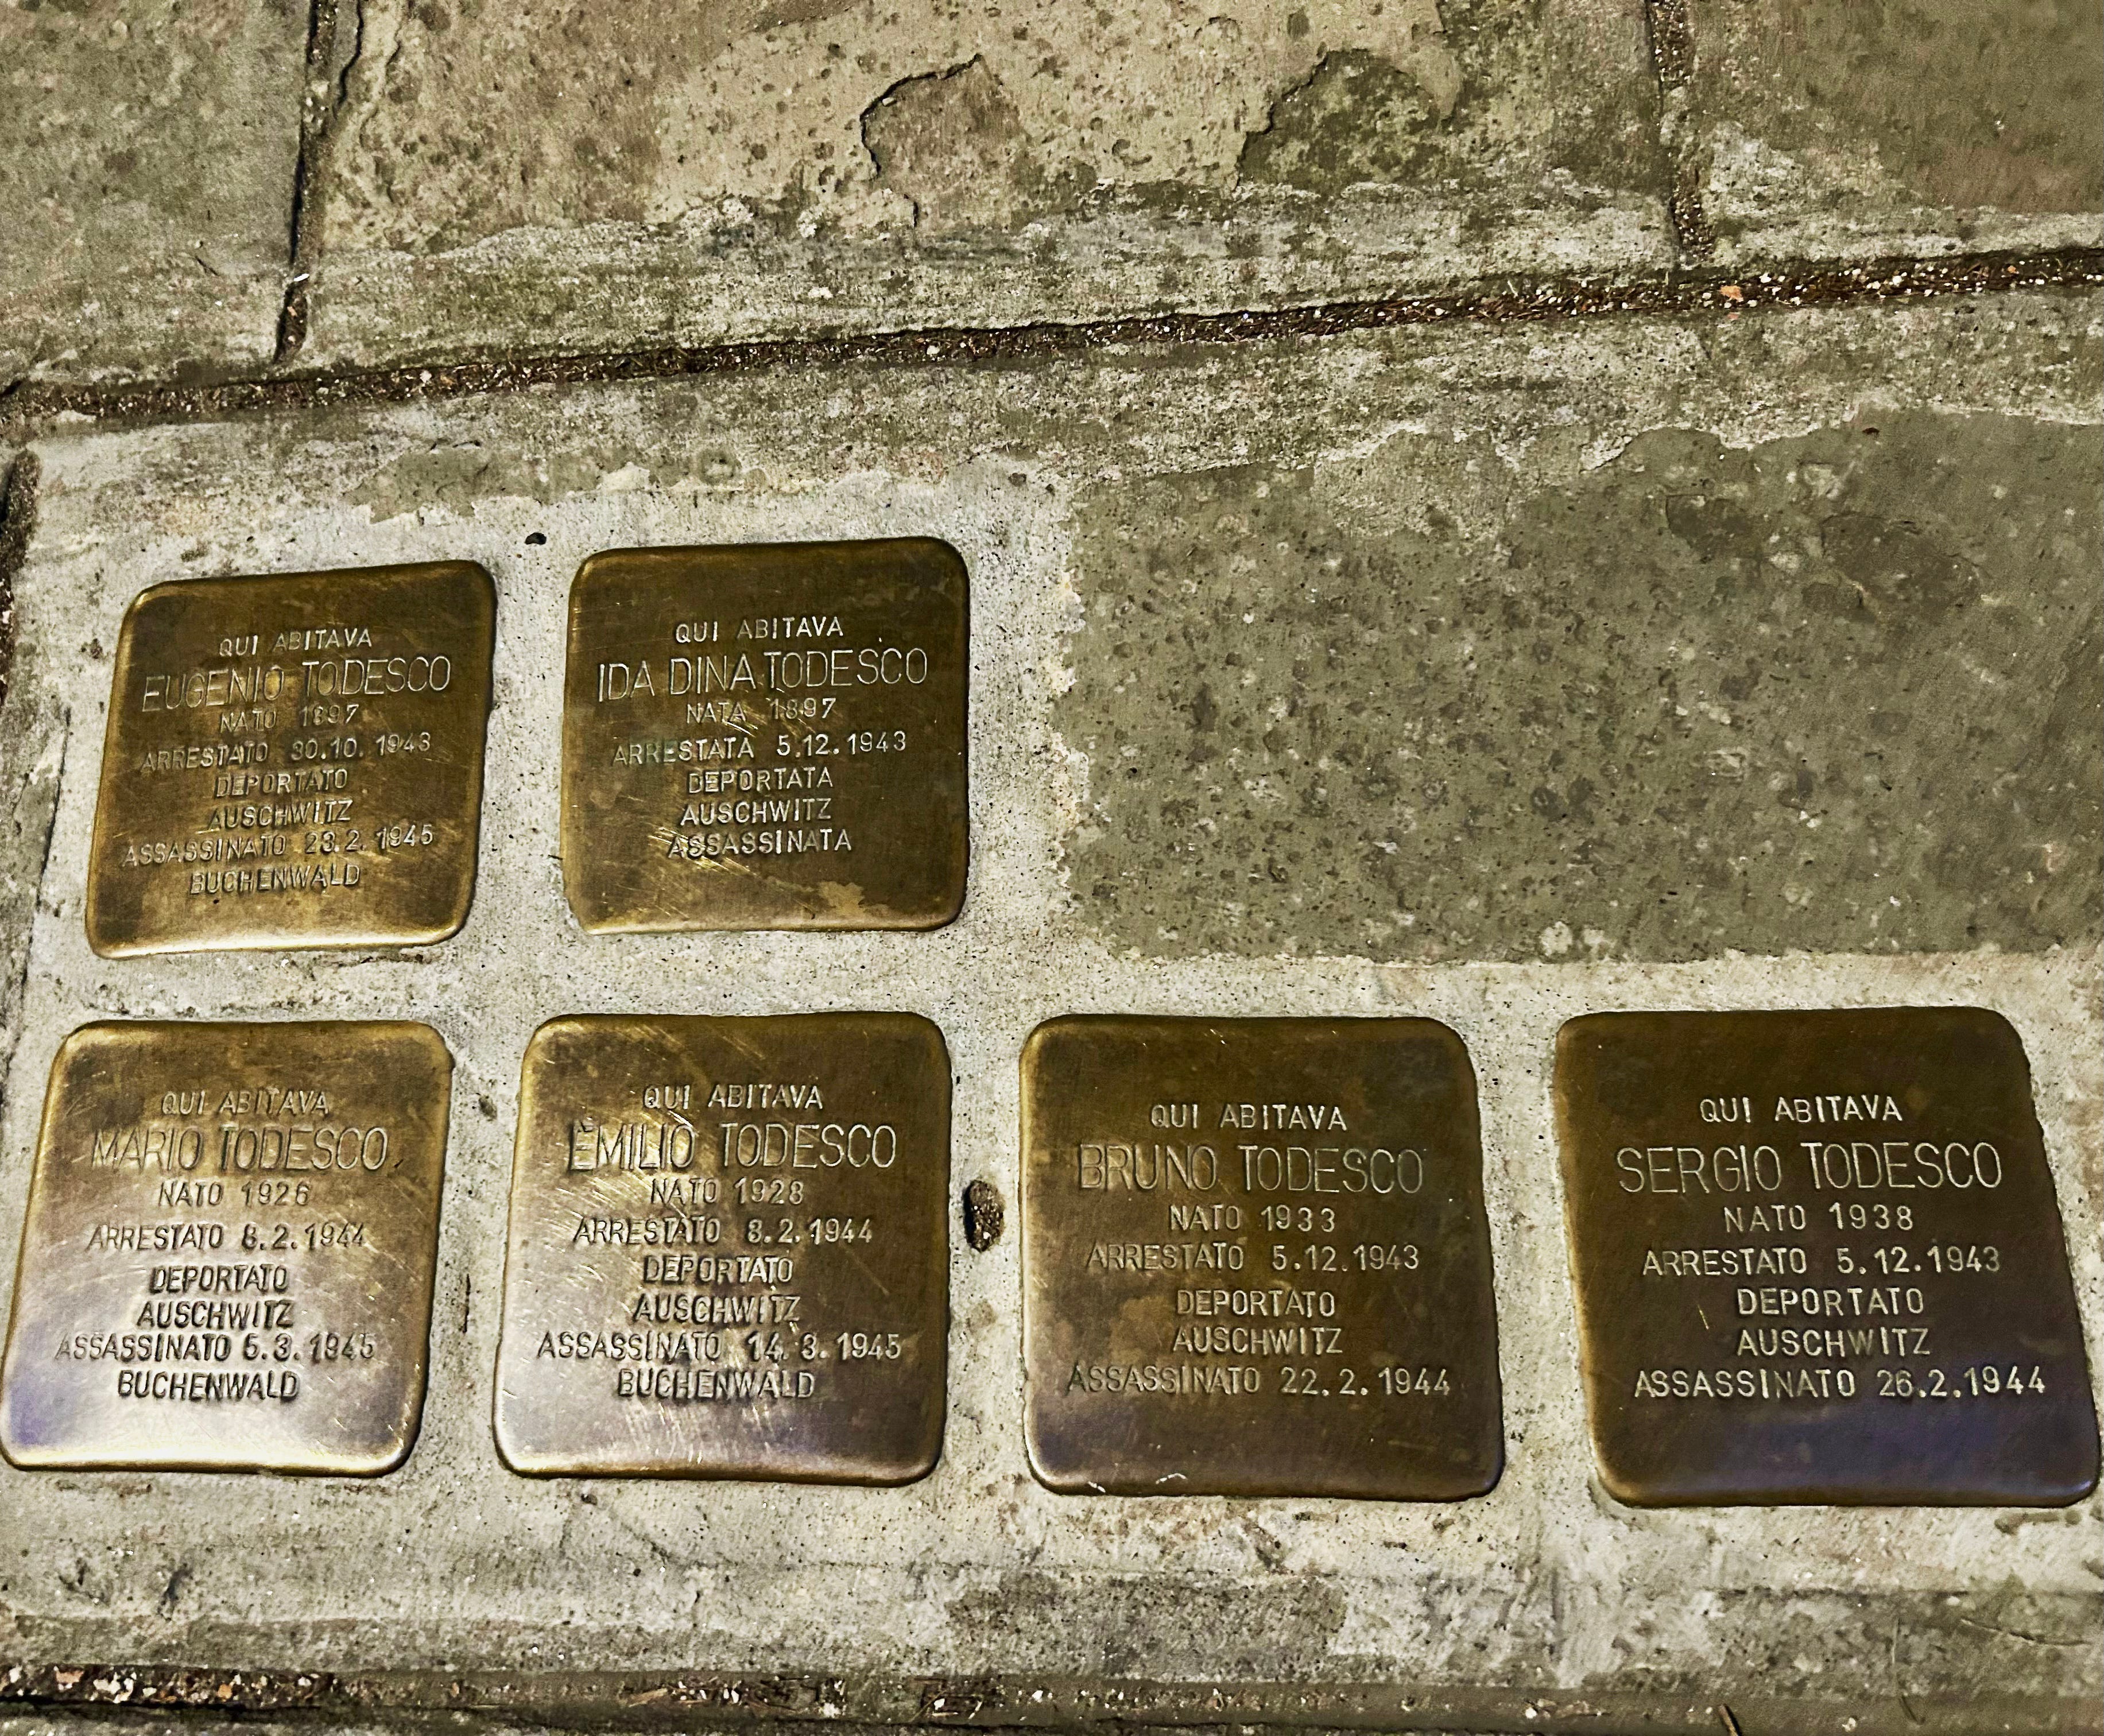 QUI ABITAVA
EUGENIO TODESCO
NATO 1897
ARRESTATO 30.10.1943
DEPORTATO
AUSCHWITZ
ASSASSINATO 23.2.1945
BUCHENWALD
QUI ABITAVA
IDA DINA TODESCO
NATA 1897
ARRESTATA 5.12.1943
DEPORTATA
AUSCHWITZ
ASSASSINATA
QUI ABITAVA
MARIO TODESCO
NATO 1926
ARRESTATO 8.2.1944
DEPORTATO
AUSCHWITZ
ASSASSINATO 5.3.1945
BUCHENWALD
QUI ABITAVA
EMILIO TODESCO
NATO 1928
ARRESTATO 8.2.1944
DEPORTATO
AUSCHWITZ
ASSASSINATO 14.3.1945
BUCHENWALD
QUI ABITAVA
BRUNO TODESCO
NATO 1933
ARRESTATO 5.12.1943
DEPORTATO
AUSCHWITZ
ASSASSINATO 22.2.1944
QUI ABITAVA
SERGIO TODESCO
NATO 1938
ARRESTATO 5.12.1943
DEPORTATO
AUSCHWITZ
ASSASSINATO 26.2.1944